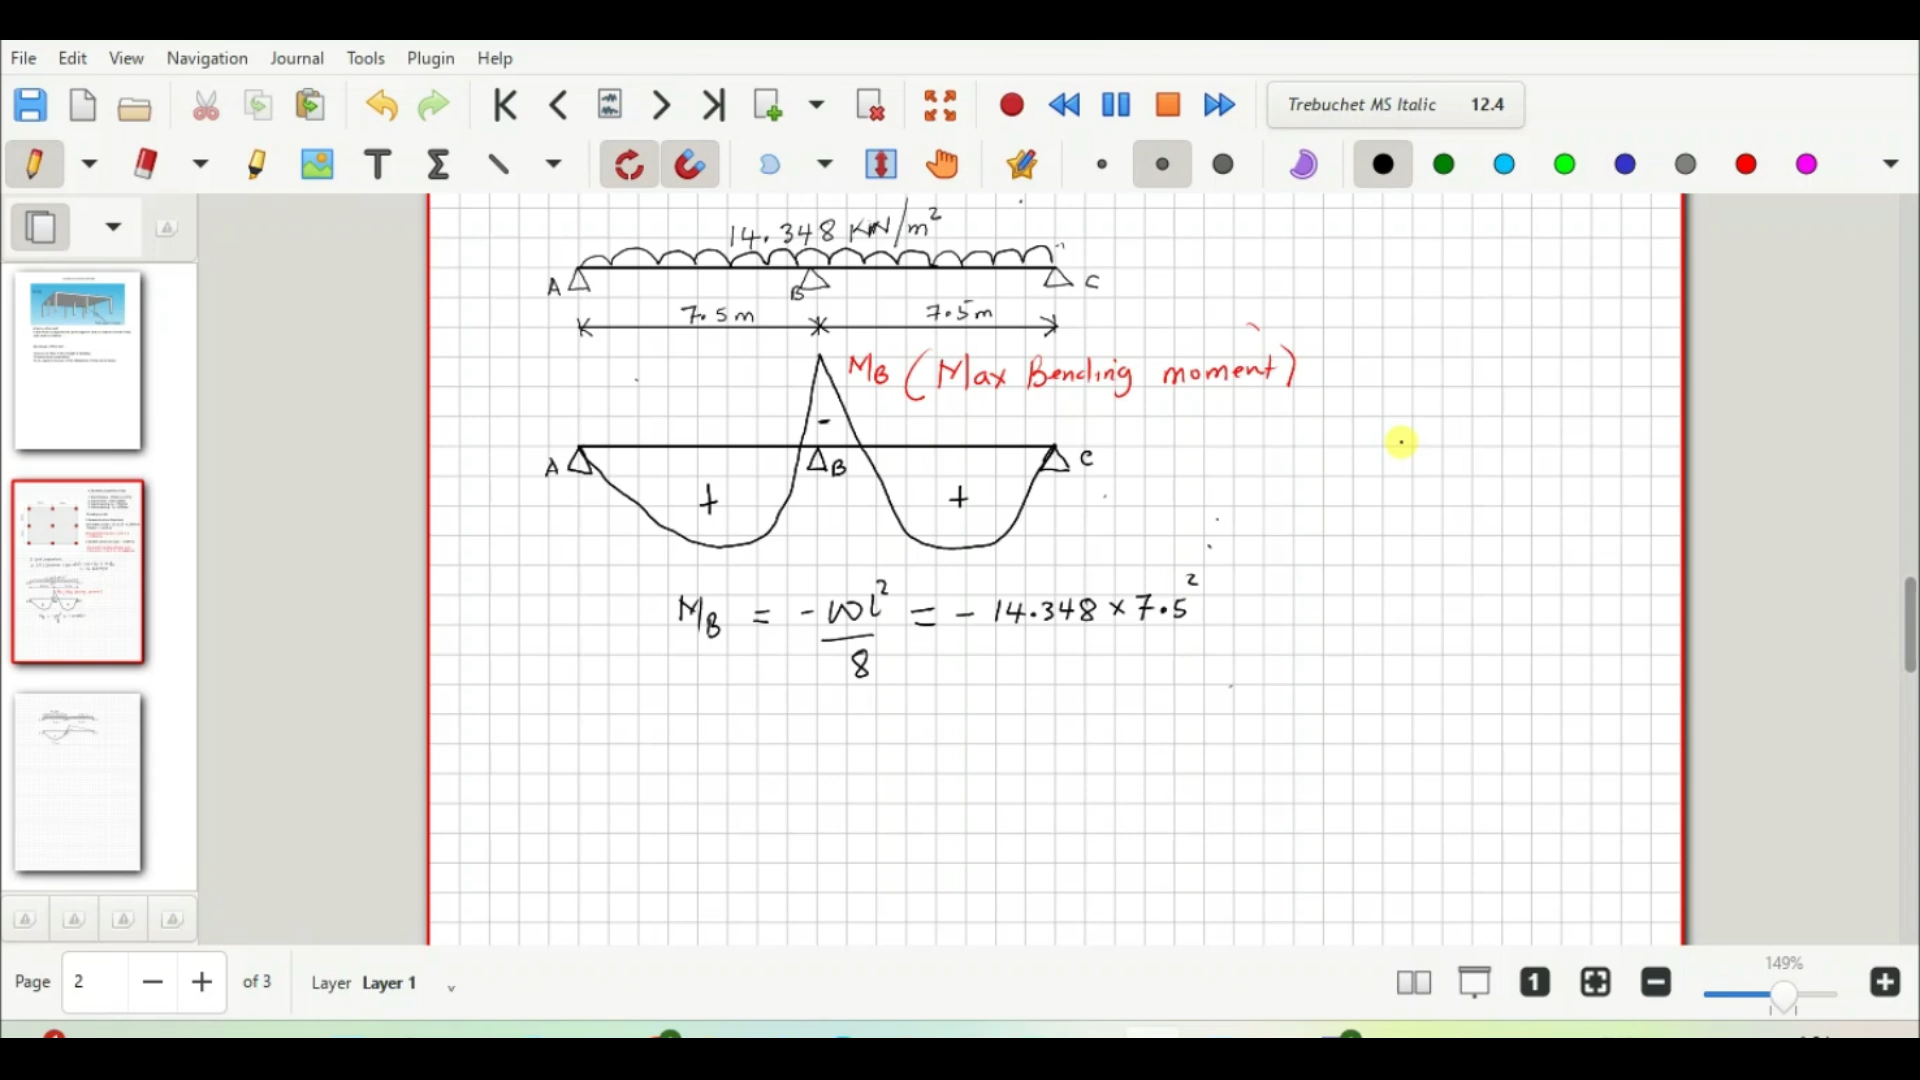 File Edit View Navigation Journal Tools Plugin Help
Trebuchet MS Italic 12.4
14.348 KN/m²
A B C
7.5m 7.5m
MB (Max Bending moment)
-
A B C
+ +
MB = -wl²/8 = - 14.348 × 7.5²
149%
Page 2 of 3 Layer Layer 1 1